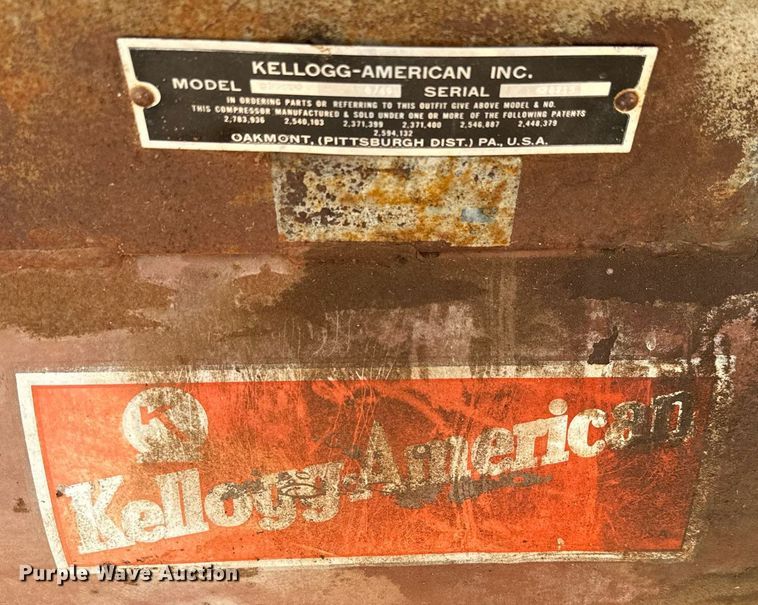 KELLOGG-AMERICAN INC.
MODEL SERIAL
IN ORDERING PARTS OR REFERRING TO THIS OUTFIT GIVE ABOVE MODEL & NO.
THIS COMPRESSOR MANUFACTURED & SOLD UNDER ONE OR MORE OF THE FOLLOWING PATENTS
2,783,936 2,540,103 2,371,399 2,371,400 2,546,887 2,448,379
2,594,132
OAKMONT, (PITTSBURGH DIST.) PA., U.S.A.
K
Kellogg-American
Purple Wave Auction